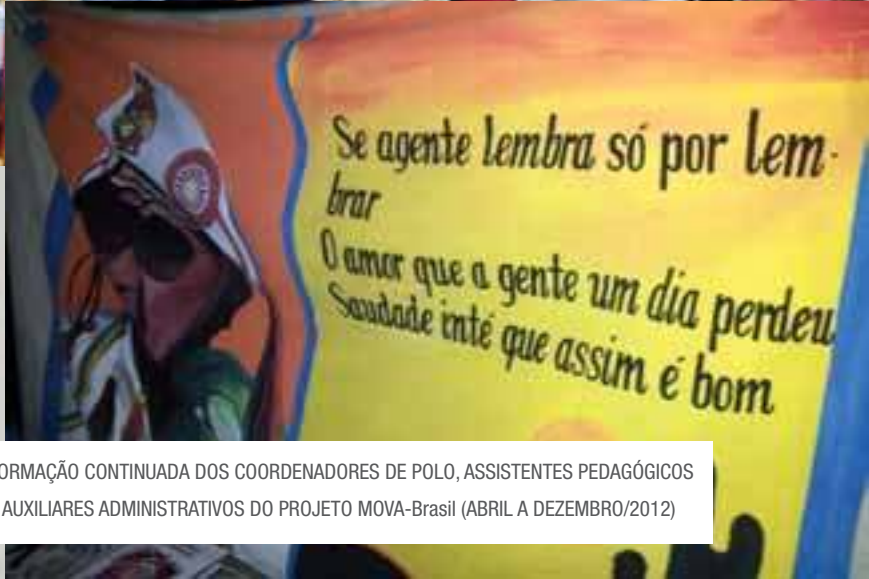 Se agente lembra só por lem-
brar
O amor que a gente um dia perdeu
Saudade inté que assim é bom
ORMAÇÃO CONTINUADA DOS COORDENADORES DE POLO, ASSISTENTES PEDAGÓGICOS
AUXILIARES ADMINISTRATIVOS DO PROJETO MOVA-Brasil (ABRIL A DEZEMBRO/2012)